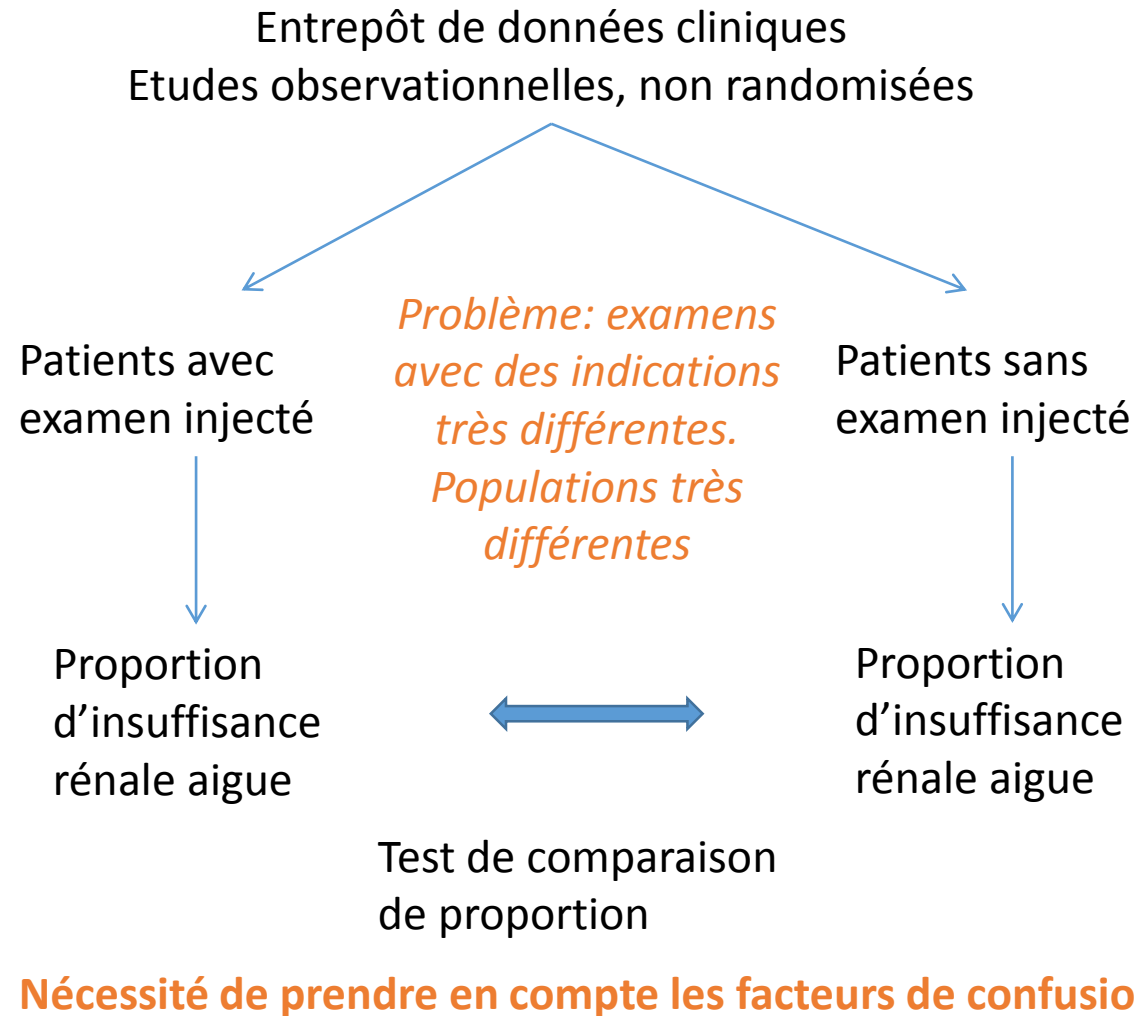 Entrepôt de données cliniques
Etudes observationnelles, non randomisées
Problème: examens
avec des indications
très différentes.
Populations très
différentes
Patients avec
examen injecté
Patients sans
examen injecté
Proportion
d’insuffisance
rénale aigue
Proportion
d’insuffisance
rénale aigue
Test de comparaison
de proportion
Nécessité de prendre en compte les facteurs de confusio